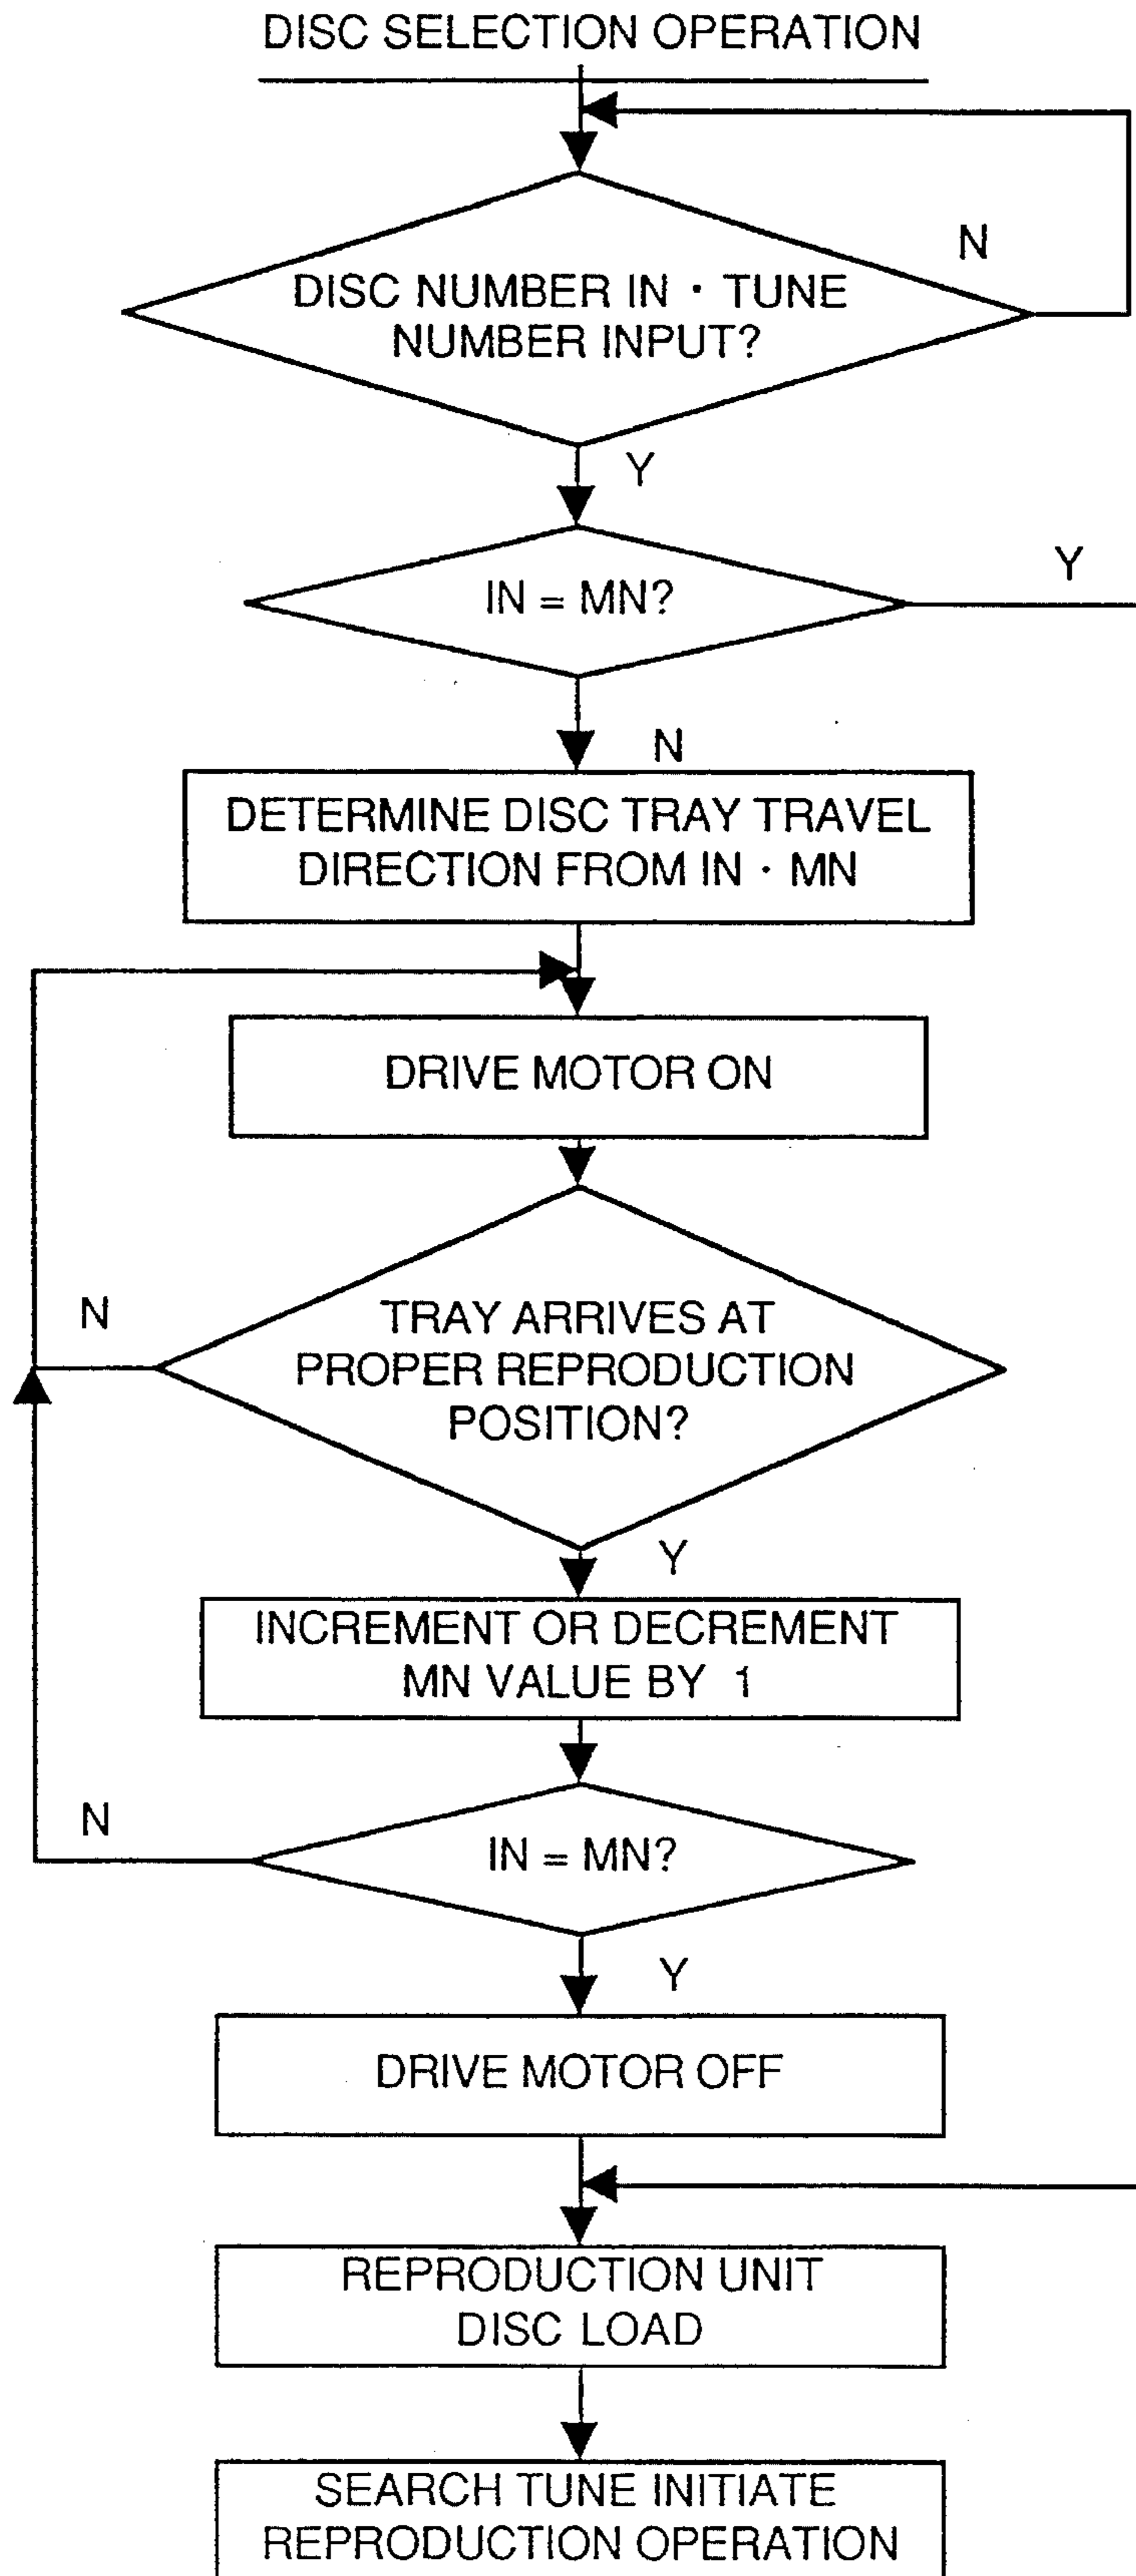 DISC SELECTION OPERATION
N
DISC NUMBER IN · TUNE
NUMBER INPUT?
Y
Y
IN = MN?
N
DETERMINE DISC TRAY TRAVEL
DIRECTION FROM IN · MN
DRIVE MOTOR ON
N
TRAY ARRIVES AT
PROPER REPRODUCTION
POSITION?
Y
INCREMENT OR DECREMENT
MN VALUE BY 1
N
IN = MN?
Y
DRIVE MOTOR OFF
REPRODUCTION UNIT
DISC LOAD
SEARCH TUNE INITIATE
REPRODUCTION OPERATION